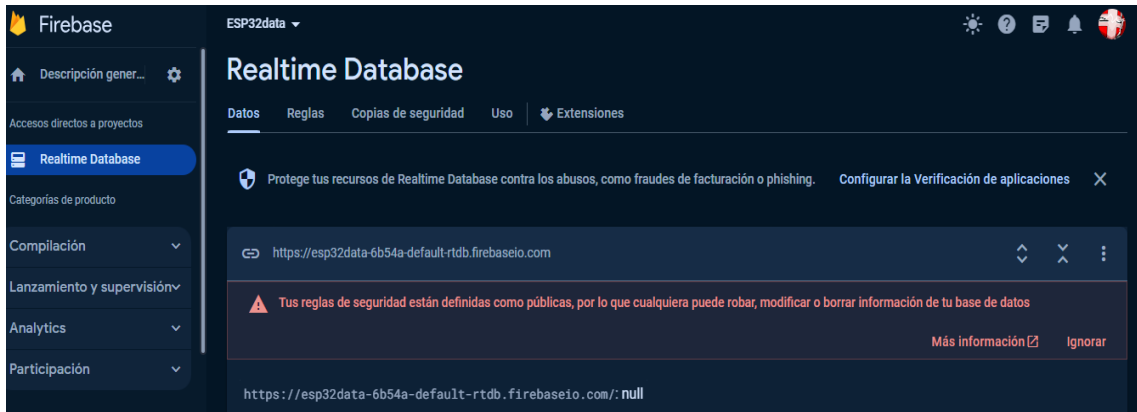 Firebase
ESP32data
Descripción gener...
Realtime Database
Datos Reglas Copias de seguridad Uso Extensiones
Accesos directos a proyectos
Realtime Database
Protege tus recursos de Realtime Database contra los abusos, como fraudes de facturación o phishing. Configurar la Verificación de aplicaciones
Categorías de producto
Compilación
https://esp32data-6b54a-default-rtdb.firebaseio.com
Lanzamiento y supervisión
Tus reglas de seguridad están definidas como públicas, por lo que cualquiera puede robar, modificar o borrar información de tu base de datos
Analytics
Más información Ignorar
Participación
https://esp32data-6b54a-default-rtdb.firebaseio.com/: null